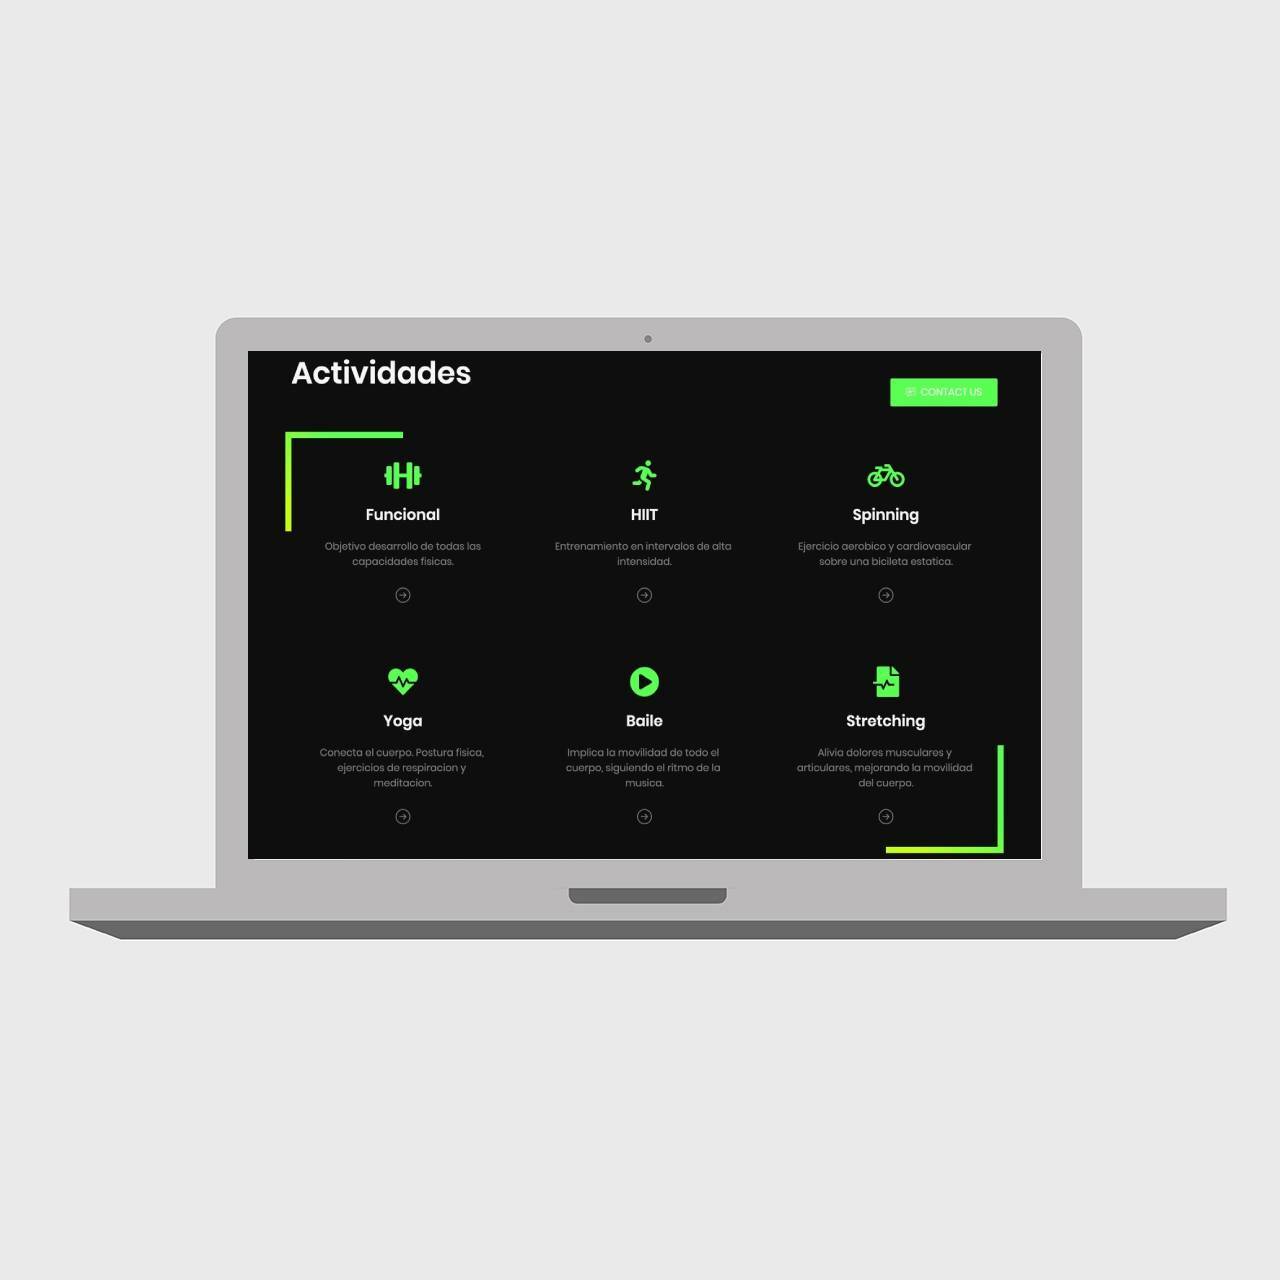 Actividades
CONTACT US
Funcional
Objetivo desarrollo de todas las
capacidades fisicas.
HIIT
Entrenamiento en intervalos de alta
intensidad.
Spinning
Ejercicio aerobico y cardiovascular
sobre una bicileta estatica.
Yoga
Conecta el cuerpo. Postura fisica,
ejercicios de respiracion y
meditacion.
Baile
Implica la movilidad de todo el
cuerpo, siguiendo el ritmo de la
musica.
Stretching
Alivia dolores musculares y
articulares, mejorando la movilidad
del cuerpo.